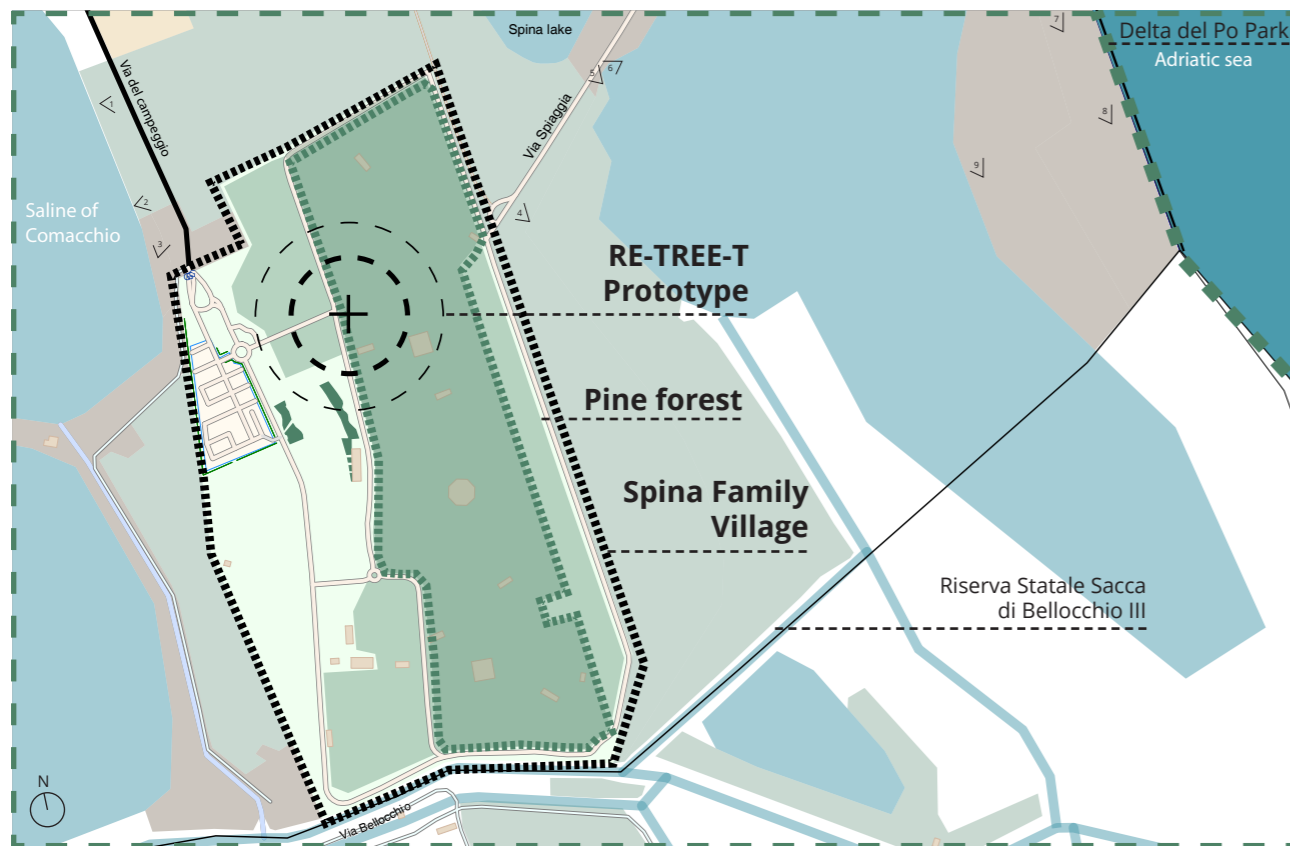 Spina lake
7
Delta del Po Park
Adriatic sea
5
6
Via del campeggio
1
Via Spiaggia
8
9
2
Saline of
Comacchio
4
3
RE-TREE-T
Prototype
Pine forest
Spina Family
Village
Riserva Statale Sacca
di Bellocchio III
N
Via Bellocchio